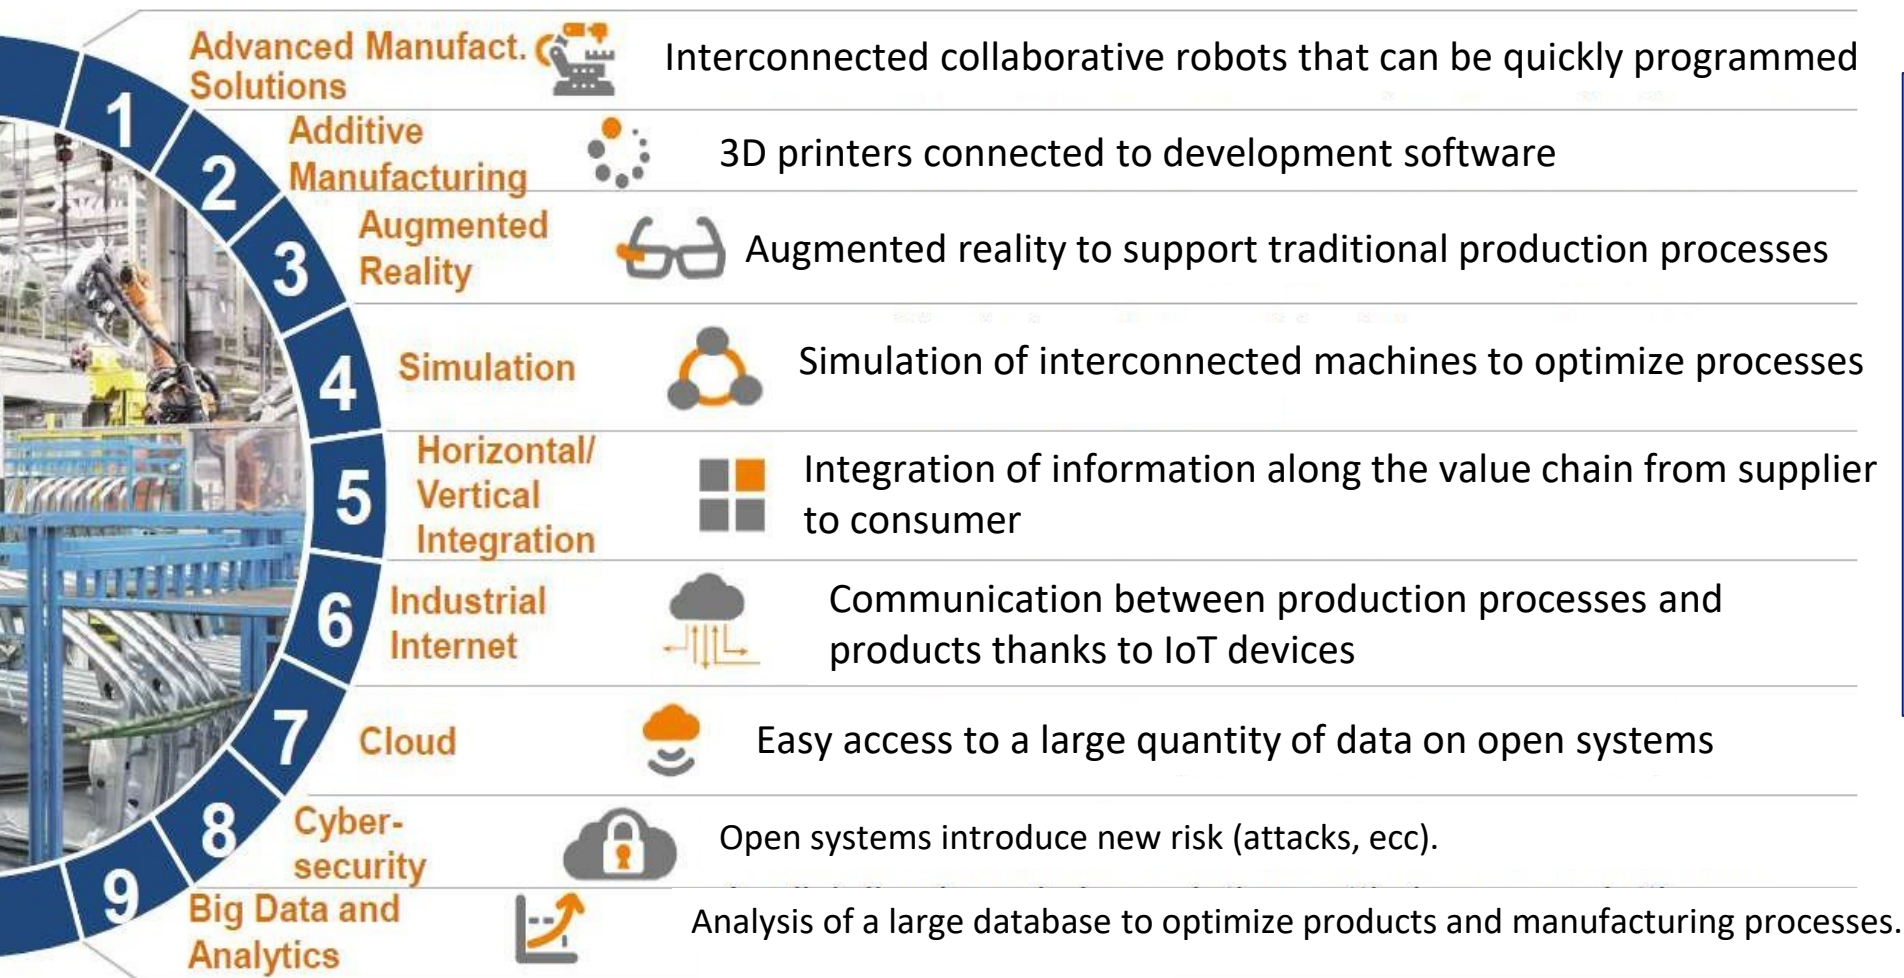 1
Advanced Manufact.
Solutions
Interconnected collaborative robots that can be quickly programmed
2
Additive
Manufacturing
3D printers connected to development software
3
Augmented
Reality
Augmented reality to support traditional production processes
4
Simulation
Simulation of interconnected machines to optimize processes
5
Horizontal/
Vertical
Integration
Integration of information along the value chain from supplier
to consumer
6
Industrial
Internet
Communication between production processes and
products thanks to IoT devices
7
Cloud
Easy access to a large quantity of data on open systems
8
Cyber-
security
Open systems introduce new risk (attacks, ecc).
9
Big Data and
Analytics
Analysis of a large database to optimize products and manufacturing processes.